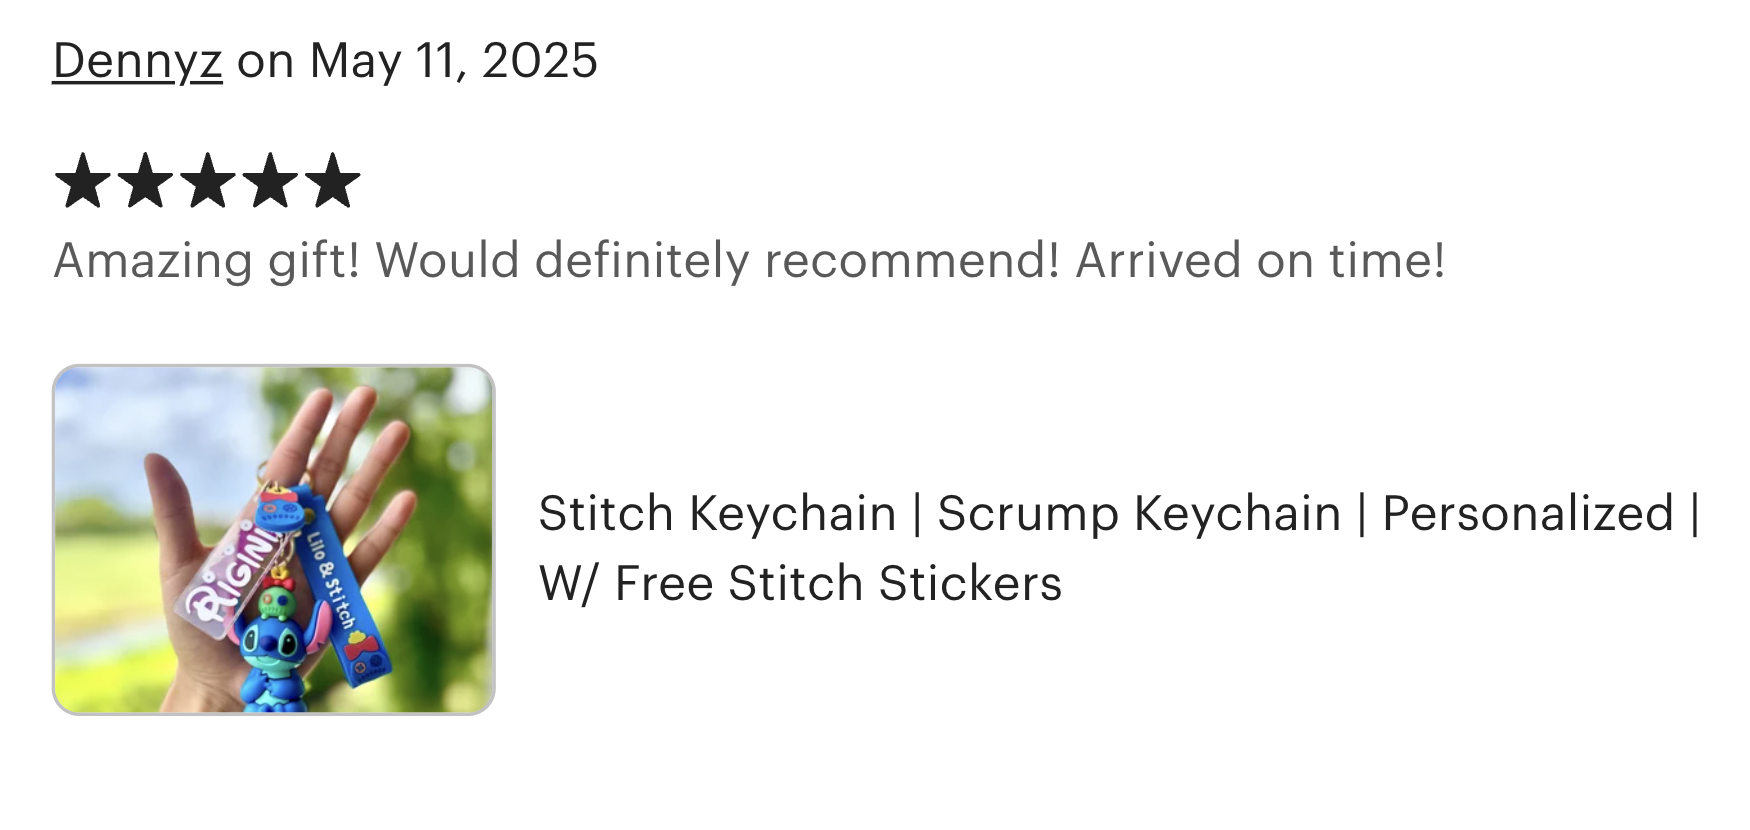 Dennyz on May 11, 2025
Amazing gift! Would definitely recommend! Arrived on time!
Lilo & Stitch
Stitch Keychain | Scrump Keychain | Personalized |
W/ Free Stitch Stickers